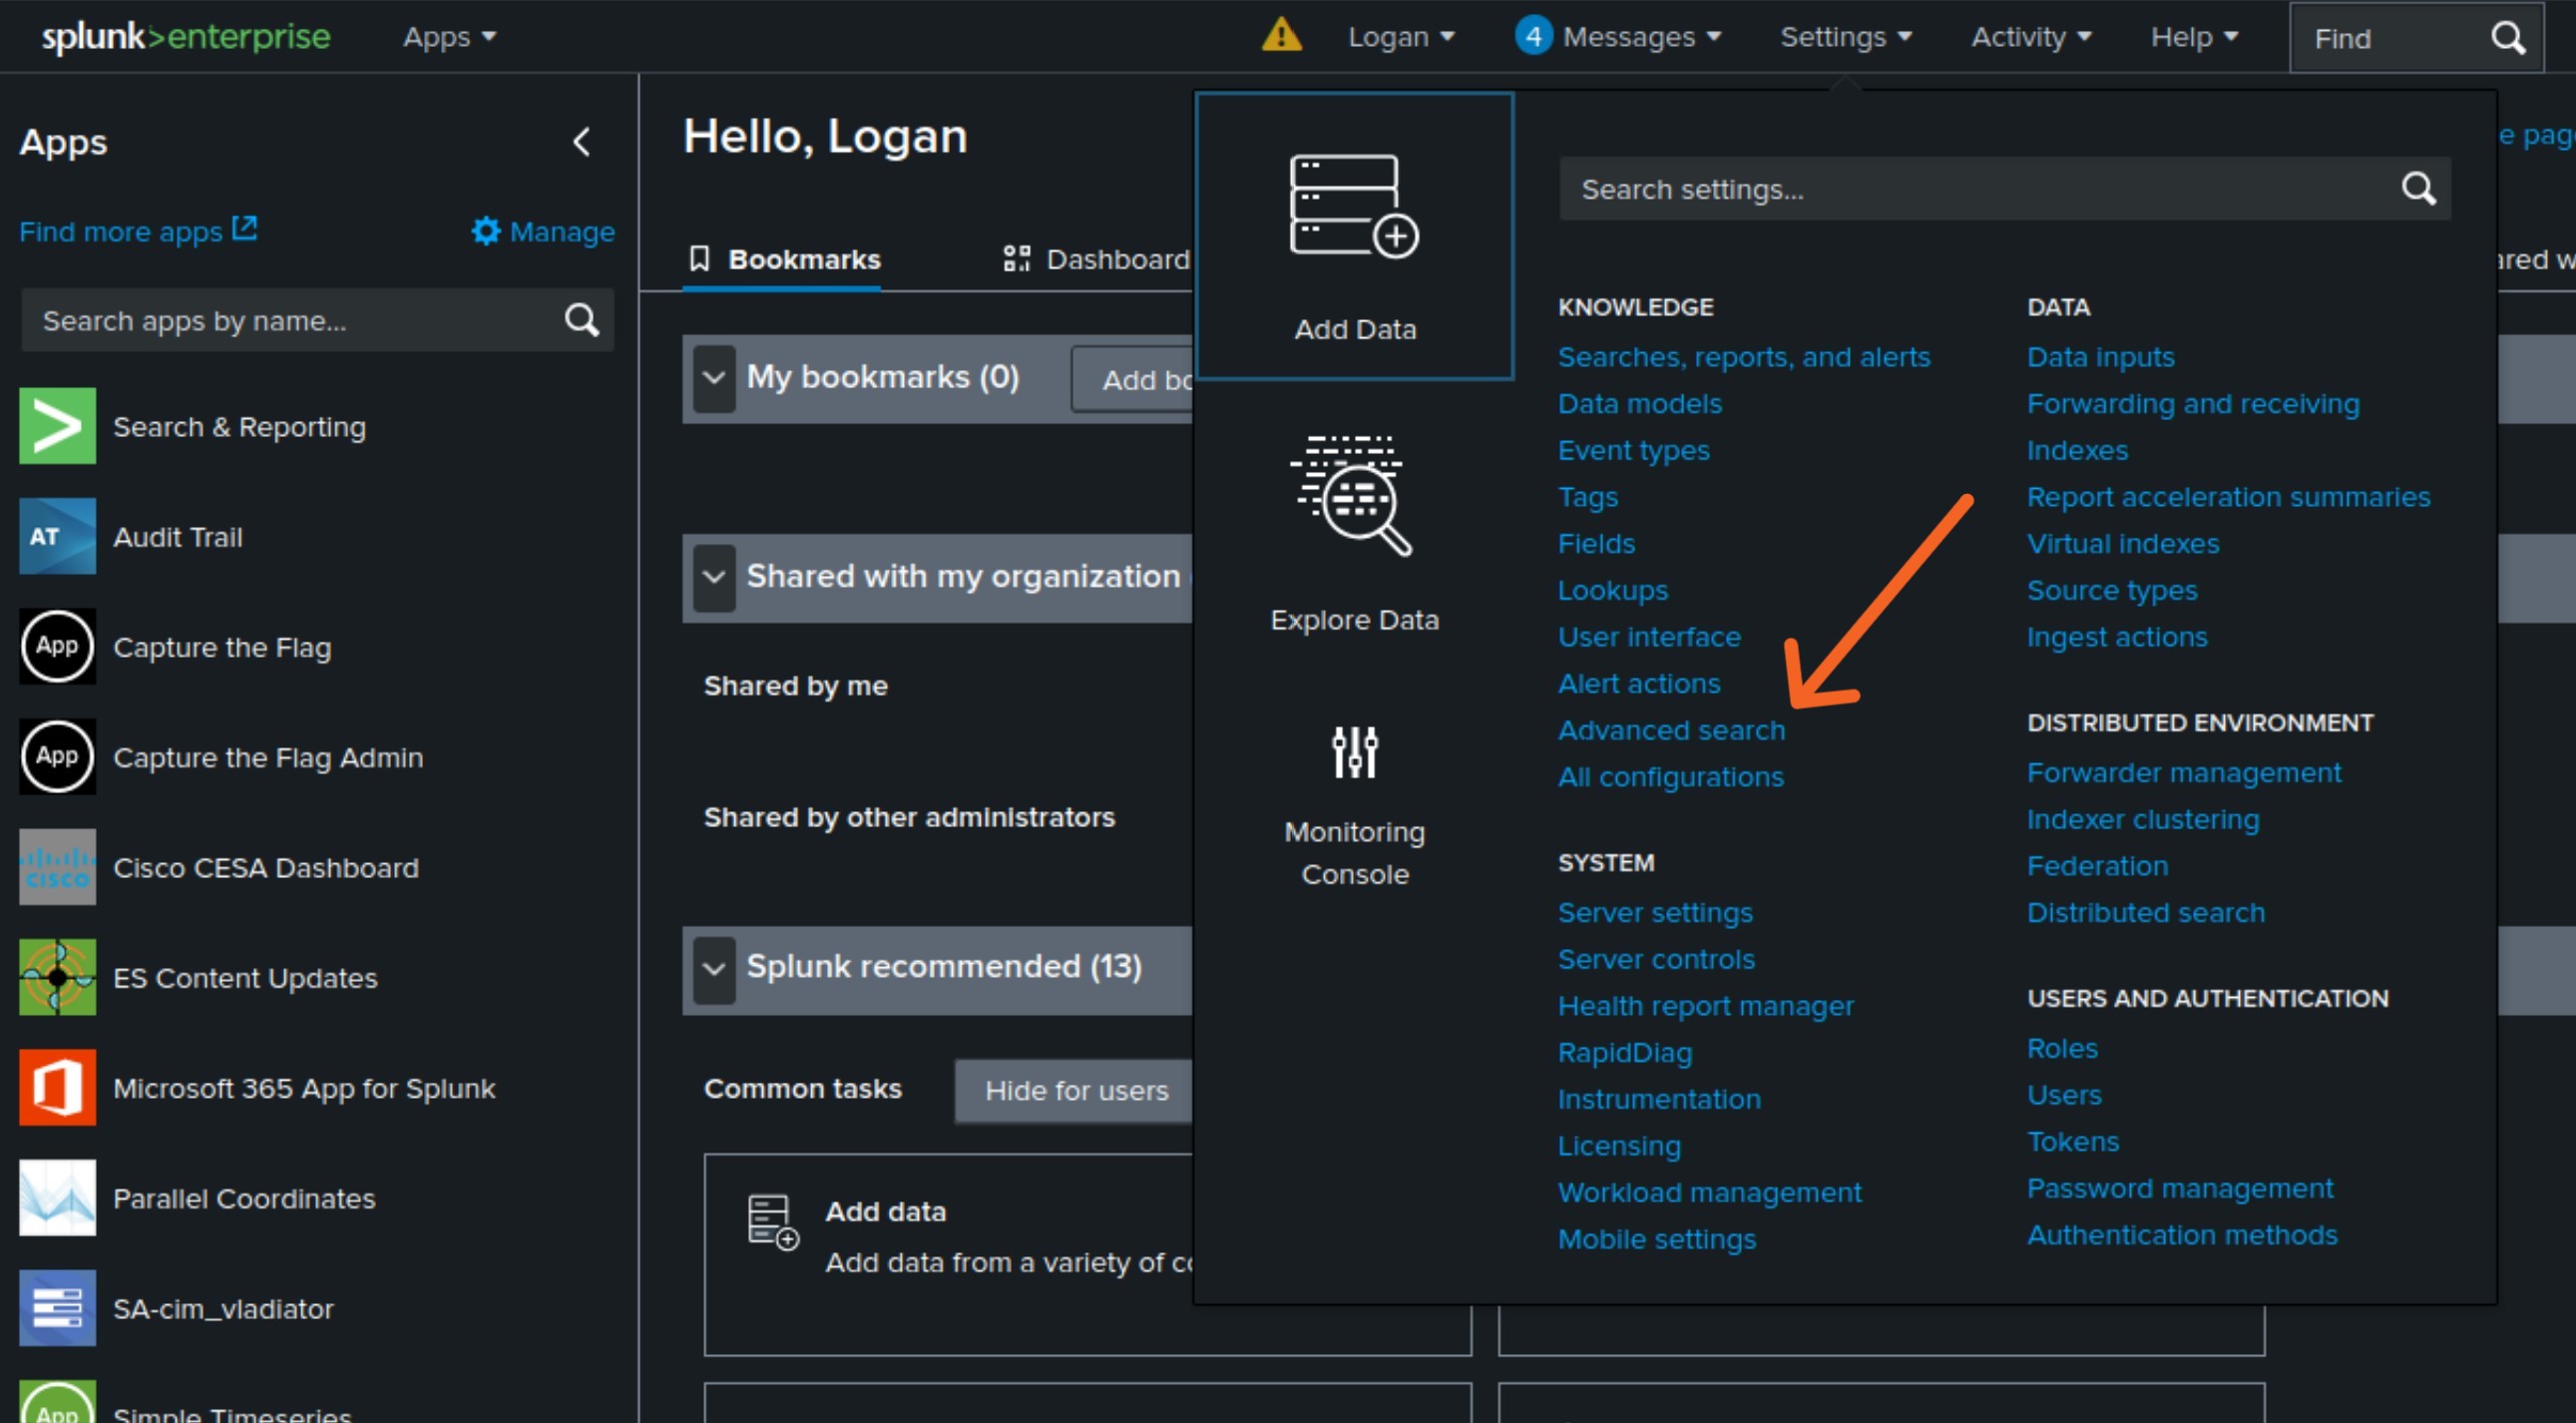 splunk>enterprise Apps Logan 4 Messages Settings Activity Help Find
Apps
Find more apps Manage
Search apps by name...
Search & Reporting
AT
Audit Trail
App
Capture the Flag
App
Capture the Flag Admin
CISCO
Cisco CESA Dashboard
ES Content Updates
Microsoft 365 App for Splunk
Parallel Coordinates
SA-cim_vladiator
App
Simple Timeseries
Hello, Logan
Bookmarks Dashboard
My bookmarks (0) Add bo
Shared with my organization
Shared by me
Shared by other administrators
Splunk recommended (13)
Common tasks Hide for users
Add data
Add data from a variety of co
Add Data
Explore Data
Monitoring
Console
Search settings...
KNOWLEDGE
Searches, reports, and alerts
Data models
Event types
Tags
Fields
Lookups
User interface
Alert actions
Advanced search
All configurations
SYSTEM
Server settings
Server controls
Health report manager
RapidDiag
Instrumentation
Licensing
Workload management
Mobile settings
DATA
Data inputs
Forwarding and receiving
Indexes
Report acceleration summaries
Virtual indexes
Source types
Ingest actions
DISTRIBUTED ENVIRONMENT
Forwarder management
Indexer clustering
Federation
Distributed search
USERS AND AUTHENTICATION
Roles
Users
Tokens
Password management
Authentication methods
e page
ared w